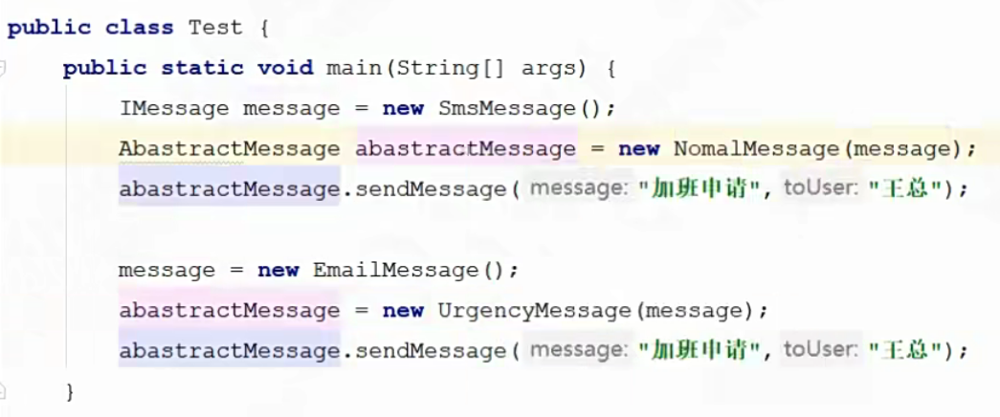 public class Test {
    public static void main(String[] args) {
        IMessage message = new SmsMessage();
        AbastractMessage abastractMessage = new NomalMessage(message);
        abastractMessage.sendMessage( message: "加班申请", toUser: "王总");
        message = new EmailMessage();
        abastractMessage = new UrgencyMessage(message);
        abastractMessage.sendMessage( message: "加班申请", toUser: "王总");
    }